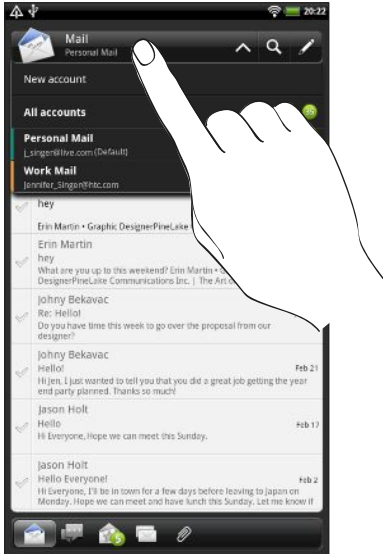 20:22
Mail
Personal Mail
New account
All accounts
Personal Mail
j_singer@live.com (Default)
Work Mail
Jennifer_Singer@htc.com
hey
Erin Martin • Graphic DesignerPineLake
Erin Martin
hey
What are you up to this weekend? Erin Martin •
DesignerPineLake Communications Inc. | The Art
Johny Bekavac
Re: Hello!
Do you have time this week to go over the proposal from our
designer?
Johny Bekavac
Hello!
Feb 21
Hi Jen, I just wanted to tell you that you did a great job getting the year
end party planned. Thanks so much!
Jason Holt
Hello
Feb 17
Hi Everyone, Hope we can meet this Sunday.
Jason Holt
Hello Everyone!
Feb 2
Hi Everyone, I'll be in town for a few days before leaving to Japan on
Monday. Hope we can meet and have lunch this Sunday. Let me know if
5